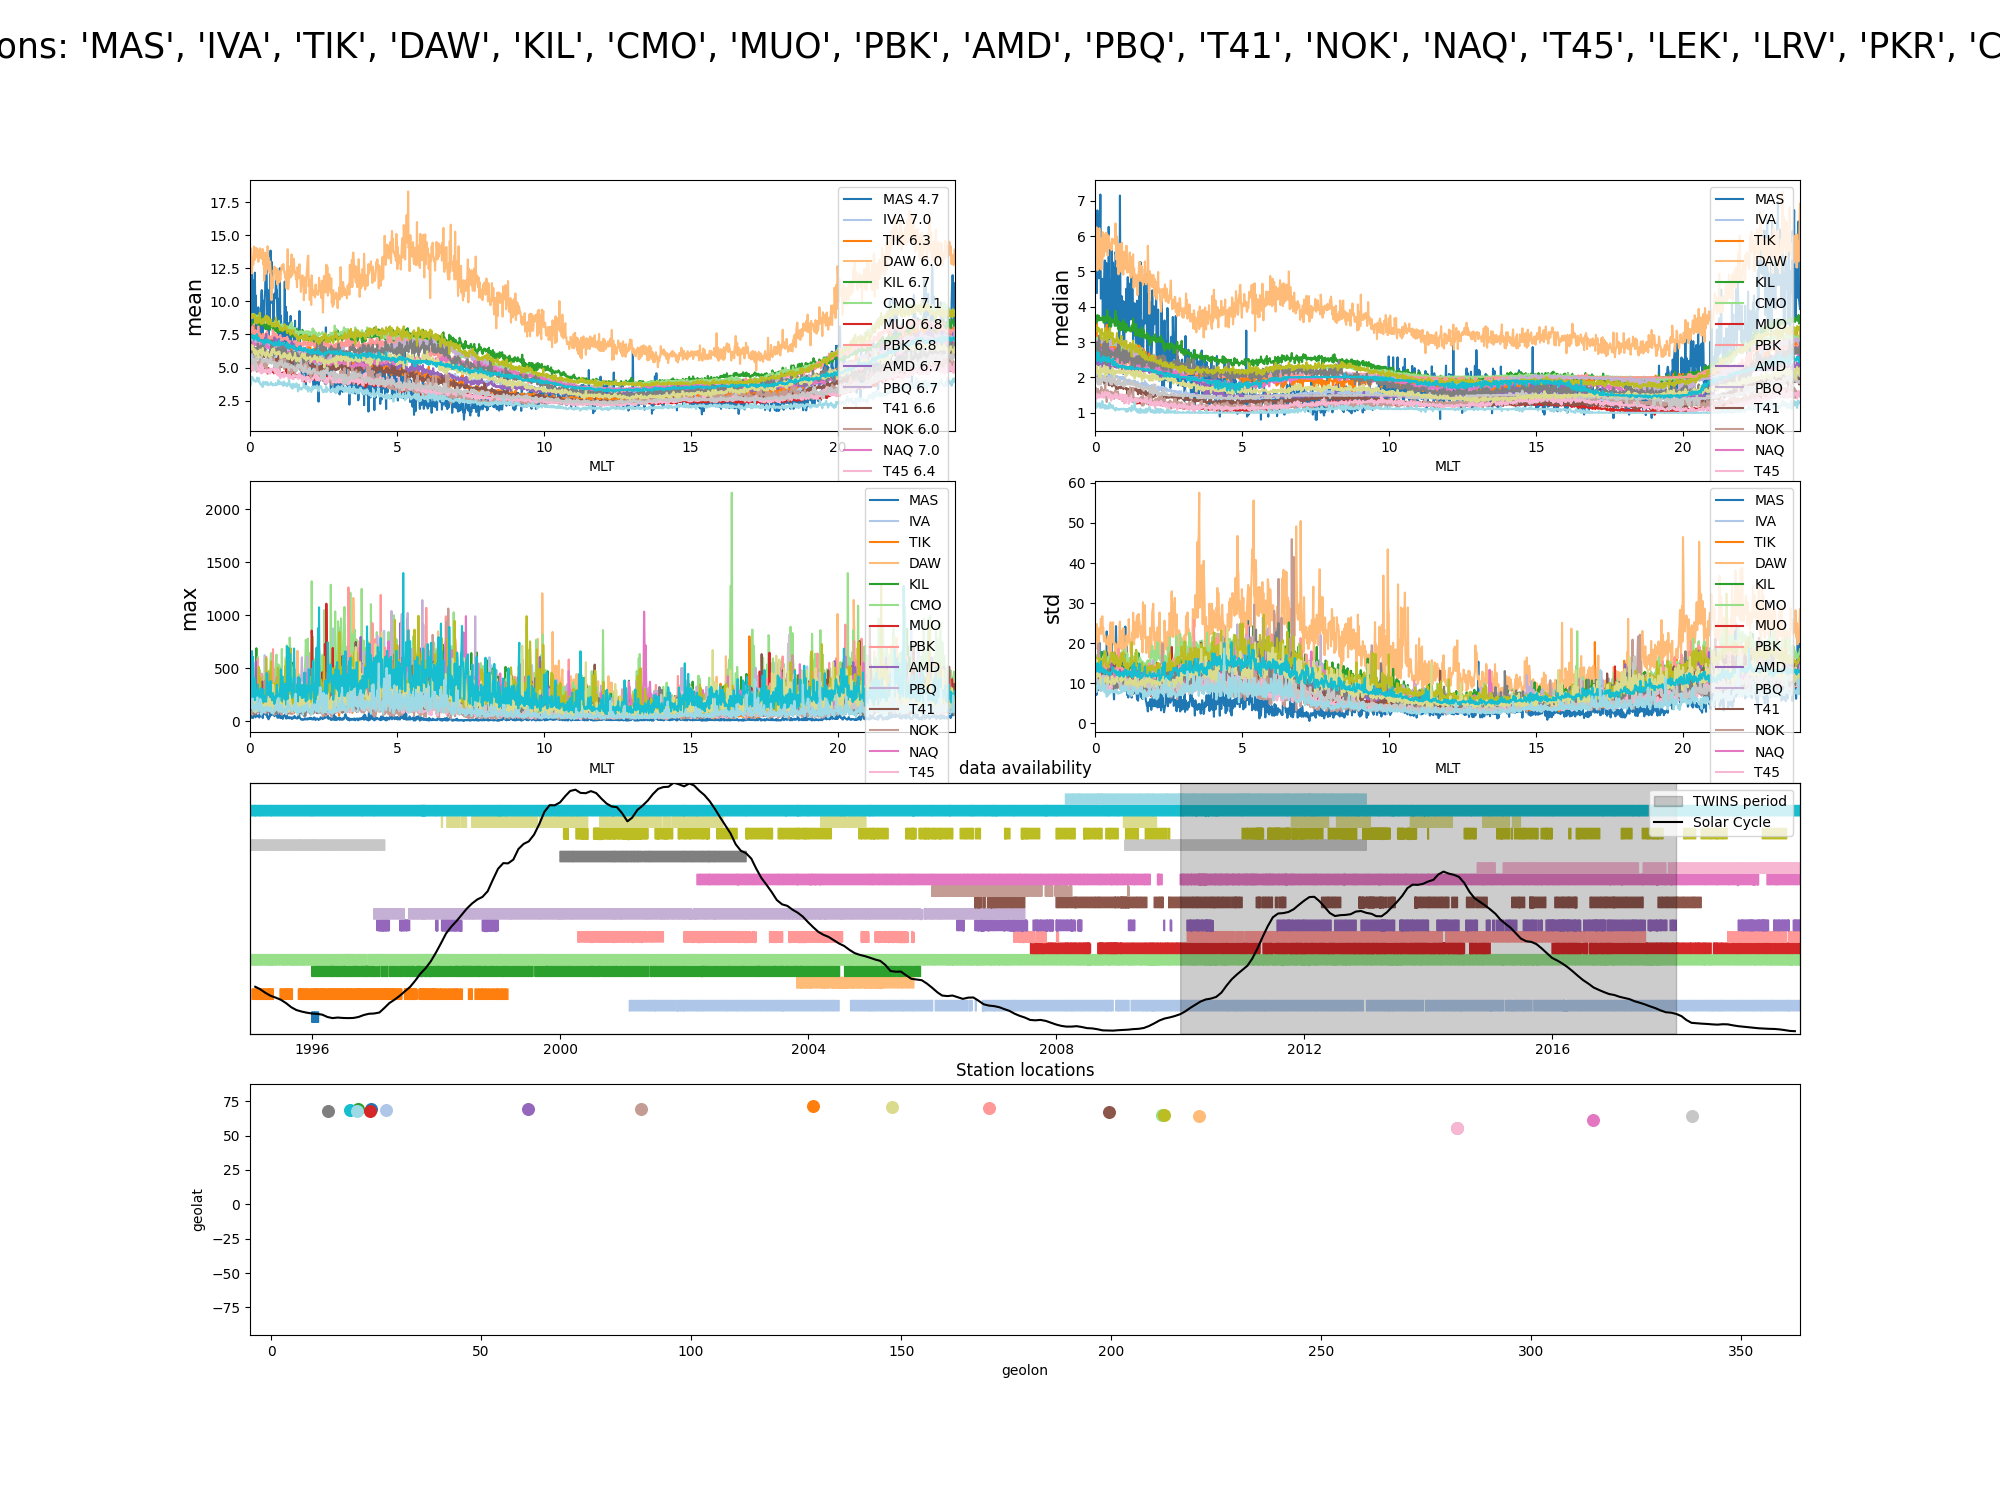 ons: 'MAS', 'IVA', 'TIK', 'DAW', 'KIL', 'CMO', 'MUO', 'PBK', 'AMD', 'PBQ', 'T41', 'NOK', 'NAQ', 'T45', 'LEK', 'LRV', 'PKR', 'C
mean
17.5
15.0
12.5
10.0
7.5
5.0
2.5
0 5 10 15 20
MLT
MAS 4.7
IVA 7.0
TIK 6.3
DAW 6.0
KIL 6.7
CMO 7.1
MUO 6.8
PBK 6.8
AMD 6.7
PBQ 6.7
T41 6.6
NOK 6.0
NAQ 7.0
T45 6.4
median
7
6
5
4
3
2
1
0 5 10 15 20
MLT
MAS
IVA
TIK
DAW
KIL
CMO
MUO
PBK
AMD
PBQ
T41
NOK
NAQ
T45
max
2000
1500
1000
500
0
0 5 10 15 20
MLT
MAS
IVA
TIK
DAW
KIL
CMO
MUO
PBK
AMD
PBQ
T41
NOK
NAQ
T45
std
60
50
40
30
20
10
0
0 5 10 15 20
MLT
MAS
IVA
TIK
DAW
KIL
CMO
MUO
PBK
AMD
PBQ
T41
NOK
NAQ
T45
data availability
TWINS period
Solar Cycle
1996 2000 2004 2008 2012 2016
Station locations
geolat
75
50
25
0
−25
−50
−75
0 50 100 150 200 250 300 350
geolon